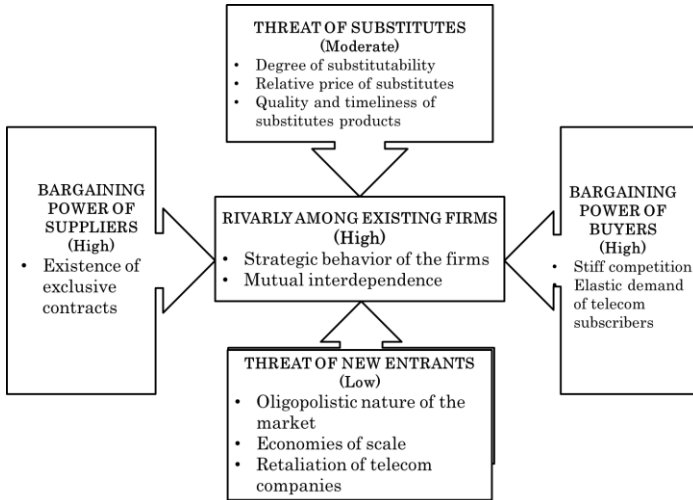 THREAT OF SUBSTITUTES
(Moderate)
• Degree of substitutability
• Relative price of substitutes
• Quality and timeliness of
substitutes products
BARGAINING
POWER OF
SUPPLIERS
(High)
• Existence of
exclusive
contracts
RIVARLY AMONG EXISTING FIRMS
(High)
• Strategic behavior of the firms
• Mutual interdependence
BARGAINING
POWER OF
BUYERS
(High)
• Stiff competition
• Elastic demand
of telecom
subscribers
THREAT OF NEW ENTRANTS
(Low)
• Oligopolistic nature of the
market
• Economies of scale
• Retaliation of telecom
companies